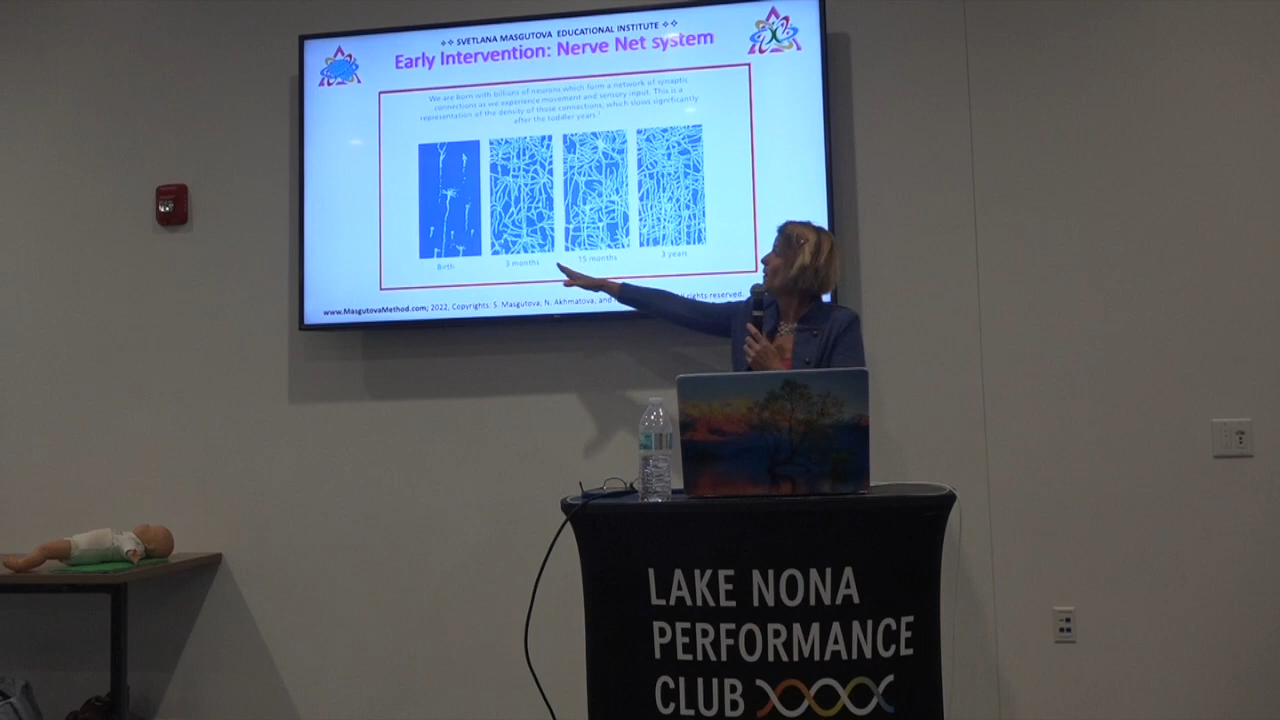 ✧✧ SVETLANA MASGUTOVA EDUCATIONAL INSTITUTE ✧✧
Early Intervention: Nerve Net system
We are born with billions of neurons which form a network of synaptic
connections as we experience movement and sensory input. This is a
representation of the density of those connections, which slows significantly
after the toddler years.
Birth
3 months
15 months
3 years
www.MasgutovaMethod.com; 2022, Copyrights: S. Masgutova, N. Akhmatova, and
rights reserved.
LAKE NONA
PERFORMANCE
CLUB